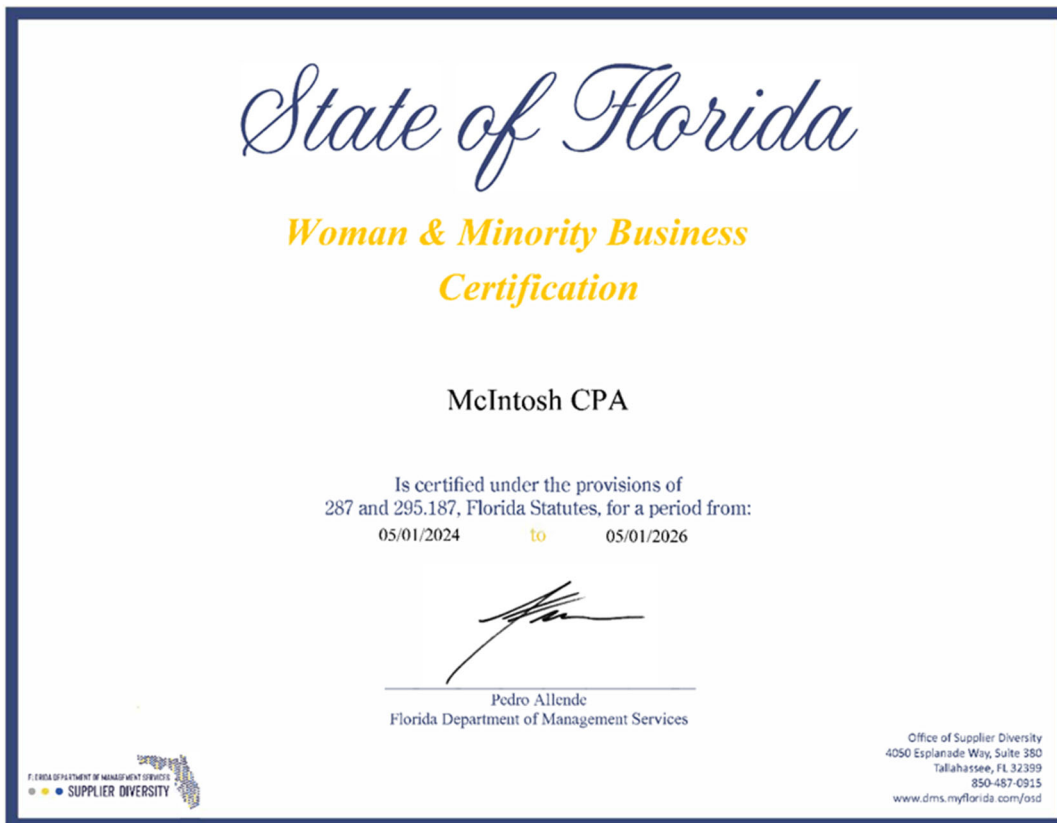 State of Florida
Woman & Minority Business
Certification
McIntosh CPA
Is certified under the provisions of
287 and 295.187, Florida Statutes, for a period from:
05/01/2024 to 05/01/2026
Pedro Allende
Florida Department of Management Services
FLORIDA DEPARTMENT OF MANAGEMENT SERVICES
SUPPLIER DIVERSITY
Office of Supplier Diversity
4050 Esplanade Way, Suite 380
Tallahassee, FL 32399
850-487-0915
www.dms.myflorida.com/osd